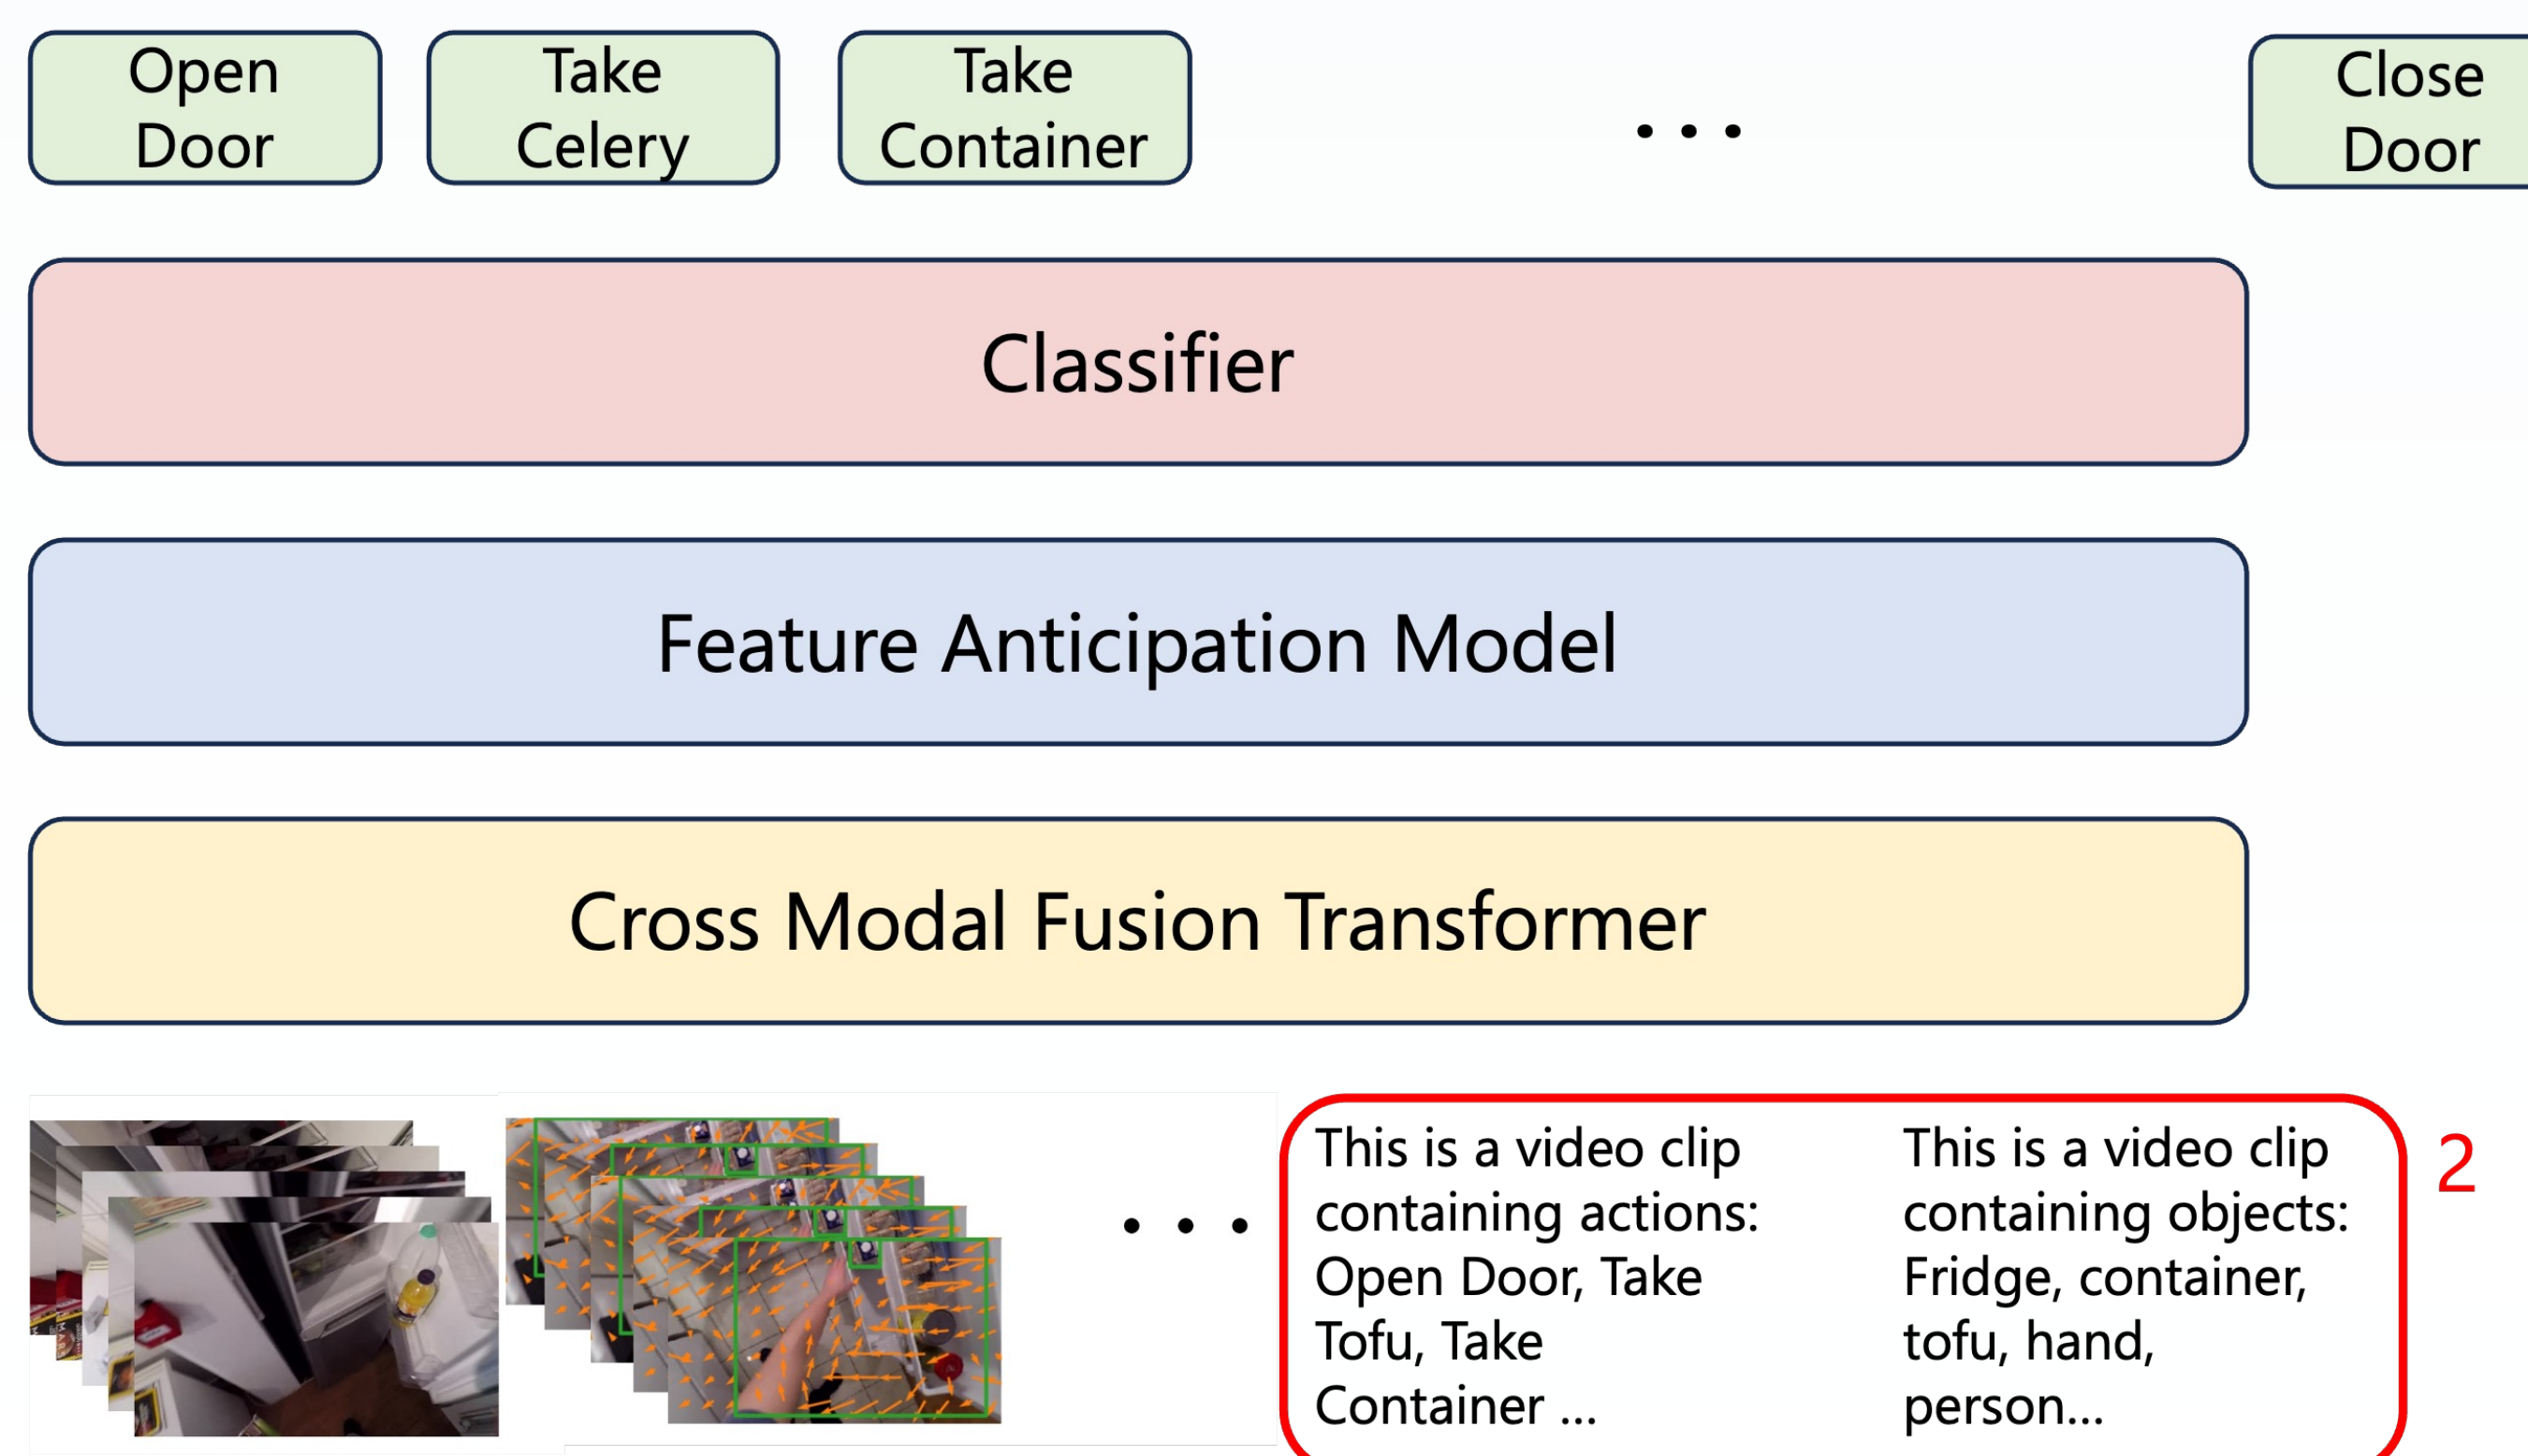 Open
Door
Take
Celery
Take
Container
...
Close
Door
Classifier
Feature Anticipation Model
Cross Modal Fusion Transformer
...
This is a video clip
containing actions:
Open Door, Take
Tofu, Take
Container ...
This is a video clip
containing objects:
Fridge, container,
tofu, hand,
person...
2